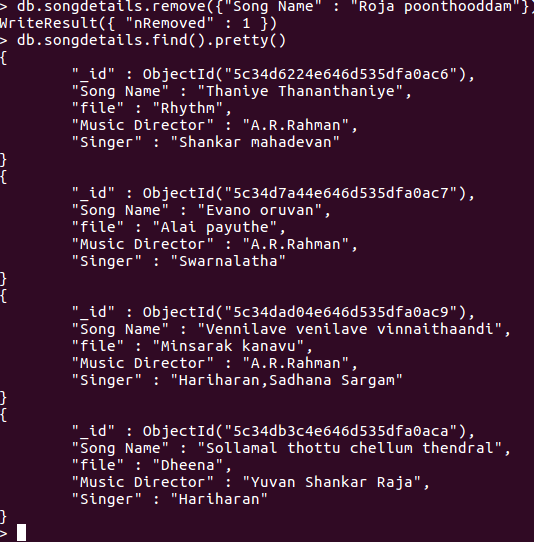 > db.songdetails.remove({"Song Name" : "Roja poonthooddam"})
WriteResult({ "nRemoved" : 1 })
> db.songdetails.find().pretty()
{
        "_id" : ObjectId("5c34d6224e646d535dfa0ac6"),
        "Song Name" : "Thaniye Thananthaniye",
        "file" : "Rhythm",
        "Music Director" : "A.R.Rahman",
        "Singer" : "Shankar mahadevan"
}
{
        "_id" : ObjectId("5c34d7a44e646d535dfa0ac7"),
        "Song Name" : "Evano oruvan",
        "file" : "Alai payuthe",
        "Music Director" : "A.R.Rahman",
        "Singer" : "Swarnalatha"
}
{
        "_id" : ObjectId("5c34dad04e646d535dfa0ac9"),
        "Song Name" : "Vennilave venilave vinnaithaandi",
        "file" : "Minsarak kanavu",
        "Music Director" : "A.R.Rahman",
        "Singer" : "Hariharan,Sadhana Sargam"
}
{
        "_id" : ObjectId("5c34db3c4e646d535dfa0aca"),
        "Song Name" : "Sollamal thottu chellum thendral",
        "file" : "Dheena",
        "Music Director" : "Yuvan Shankar Raja",
        "Singer" : "Hariharan"
}
>